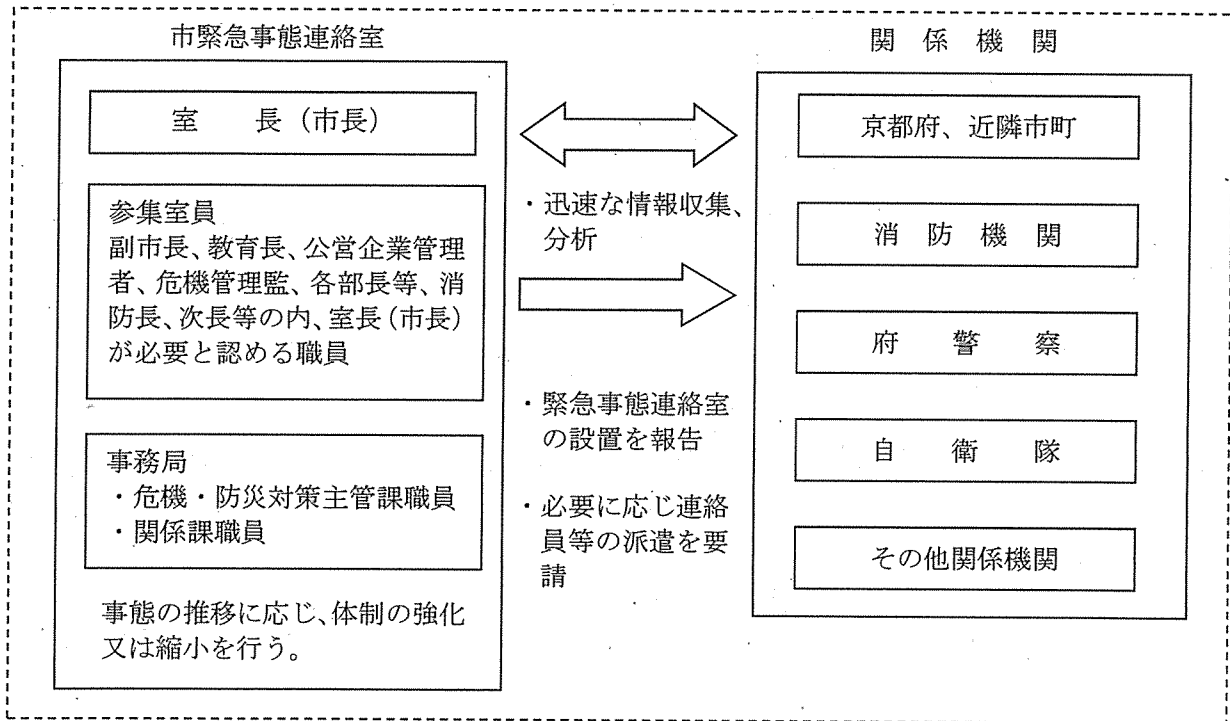 市緊急事態連絡室
室　長（市長）
参集室員
副市長、教育長、公営企業管理
者、危機管理監、各部長等、消
防長、次長等の内、室長（市長）
が必要と認める職員
事務局
・危機・防災対策主管課職員
・関係課職員
事態の推移に応じ、体制の強化
又は縮小を行う。
・迅速な情報収集、
分析
・緊急事態連絡室
の設置を報告
・必要に応じ連絡
員等の派遣を要
請
関　係　機　関
京都府、近隣市町
消　防　機　関
府　警　察
自　衛　隊
その他関係機関